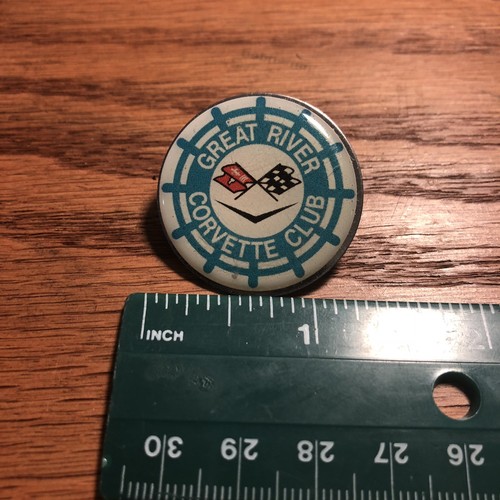 GREAT RIVER
CORVETTE CLUB
INCH
1
30 29 28 27 26